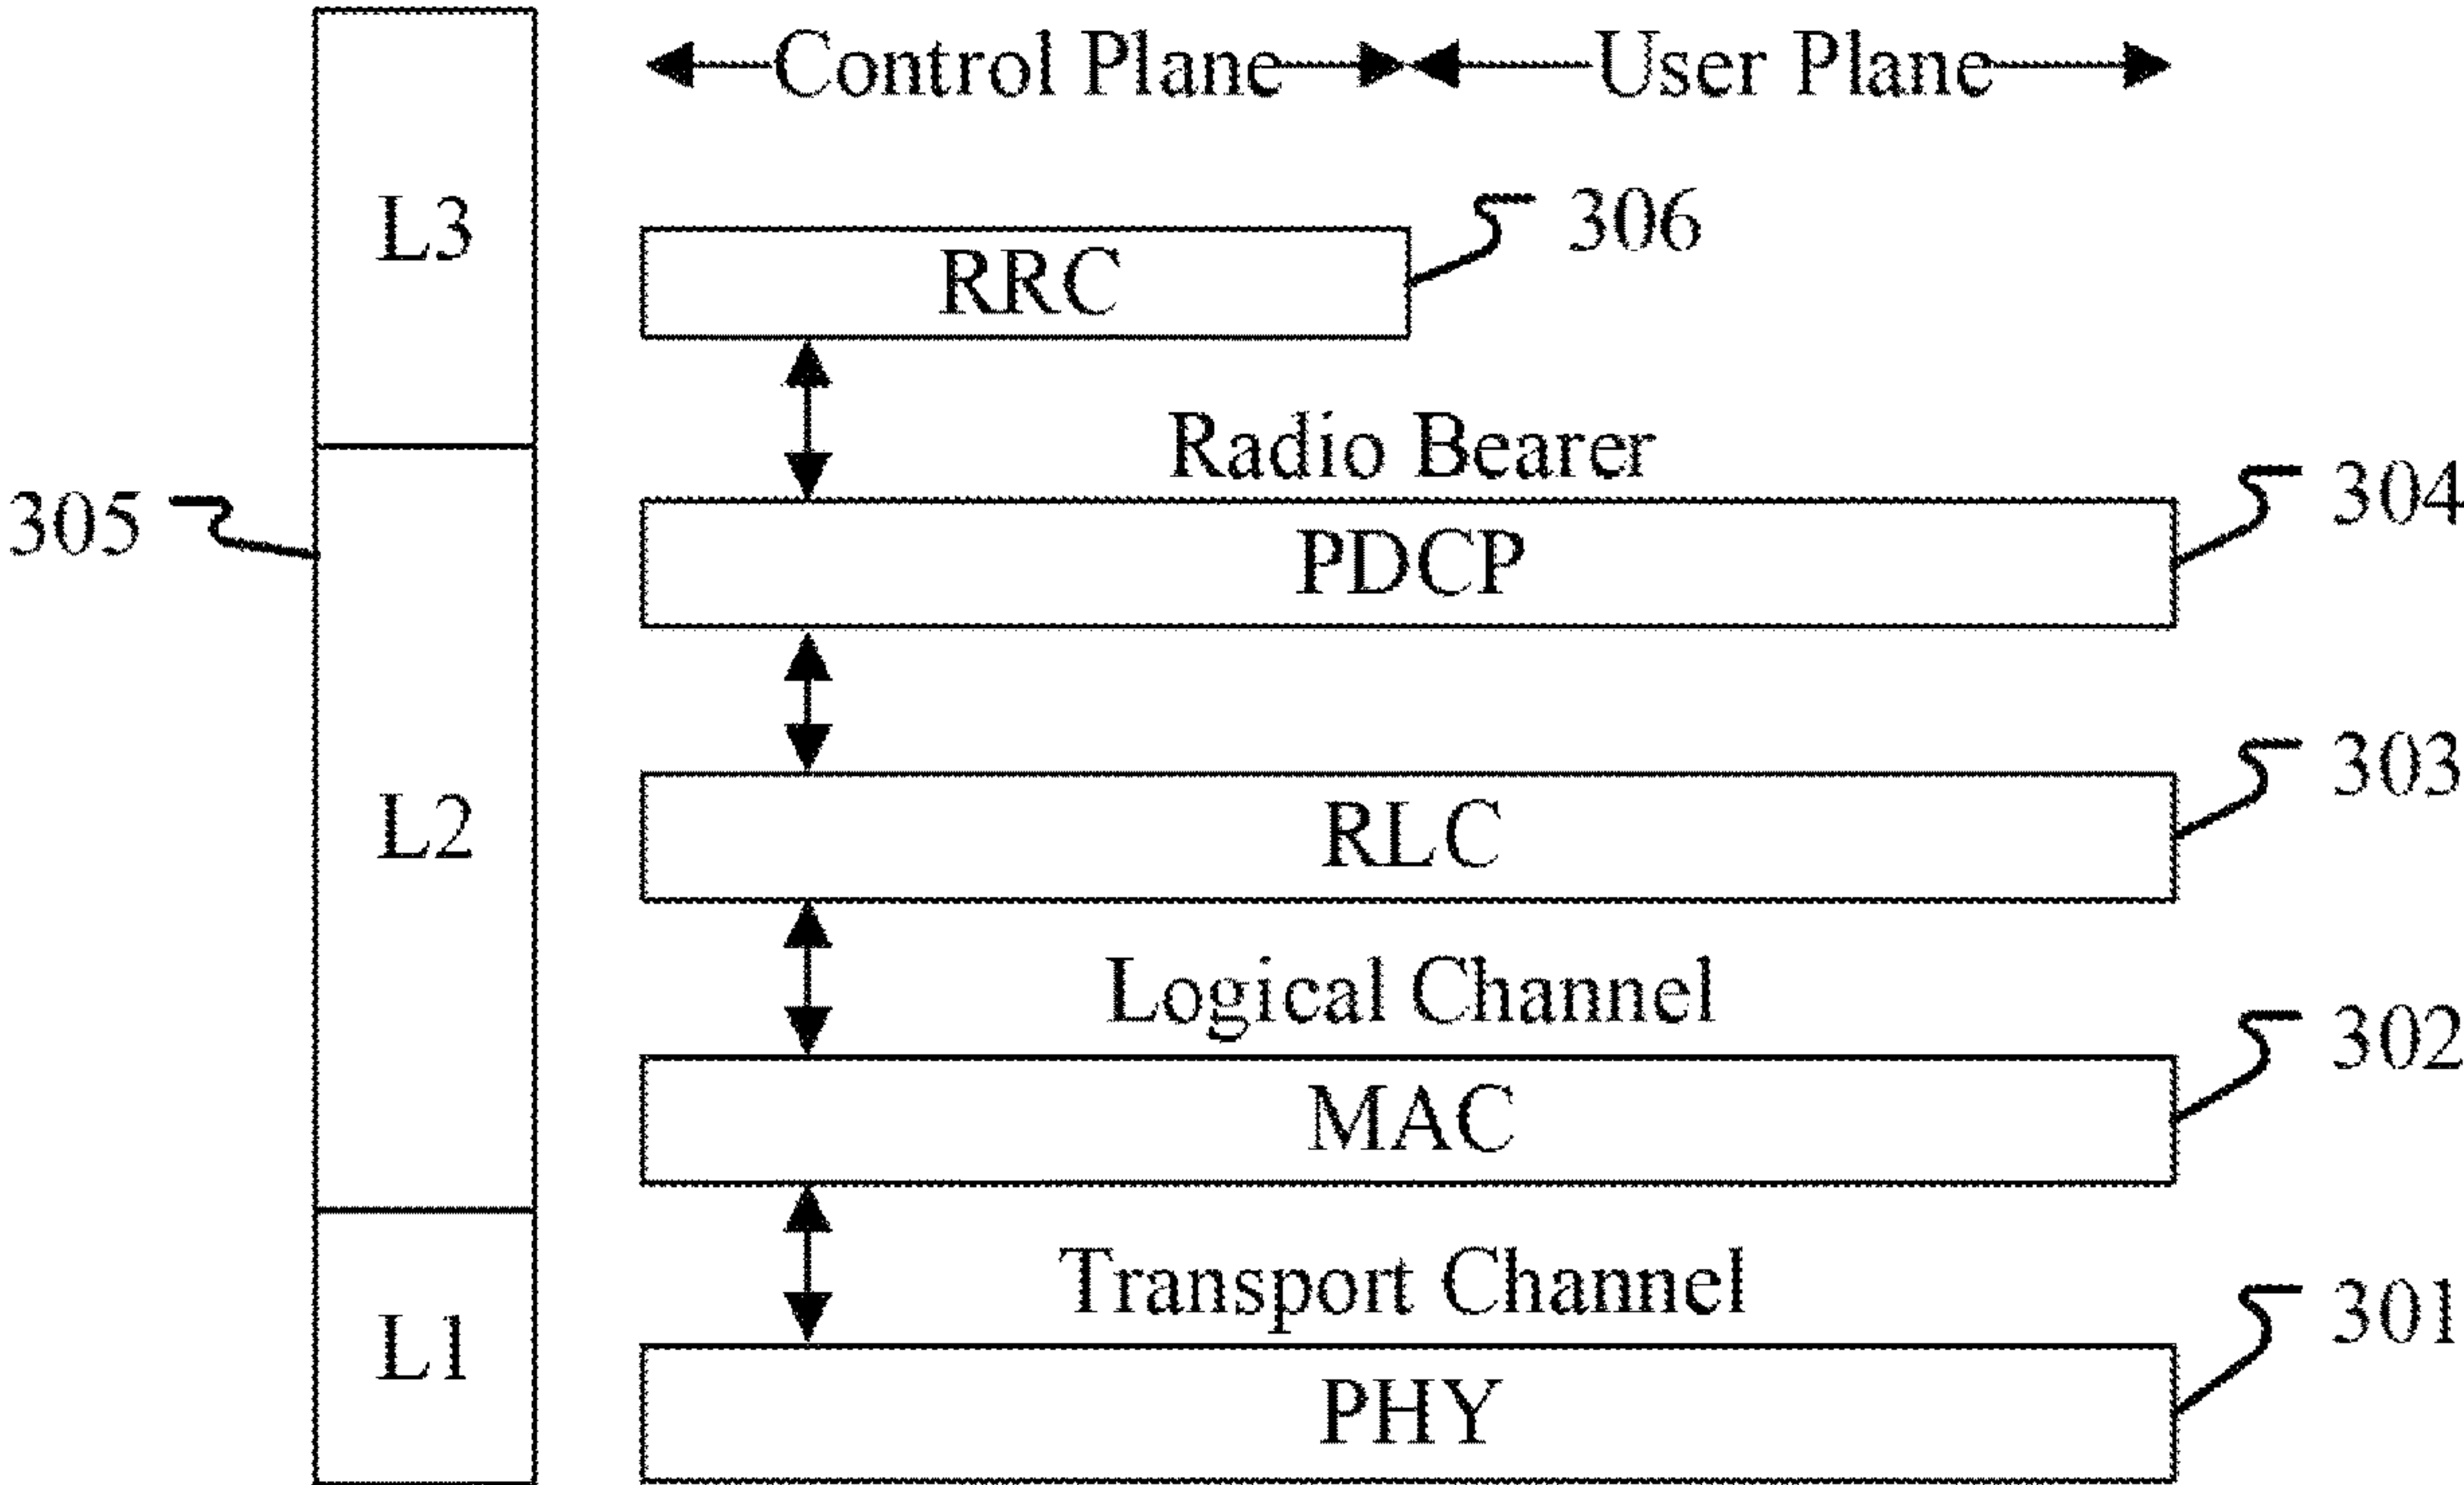 Control Plane User Plane
L3
RRC
306
Radio Bearer
305
304
PDCP
303
L2
RLC
Logical Channel
302
MAC
Transport Channel
301
L1
PHY